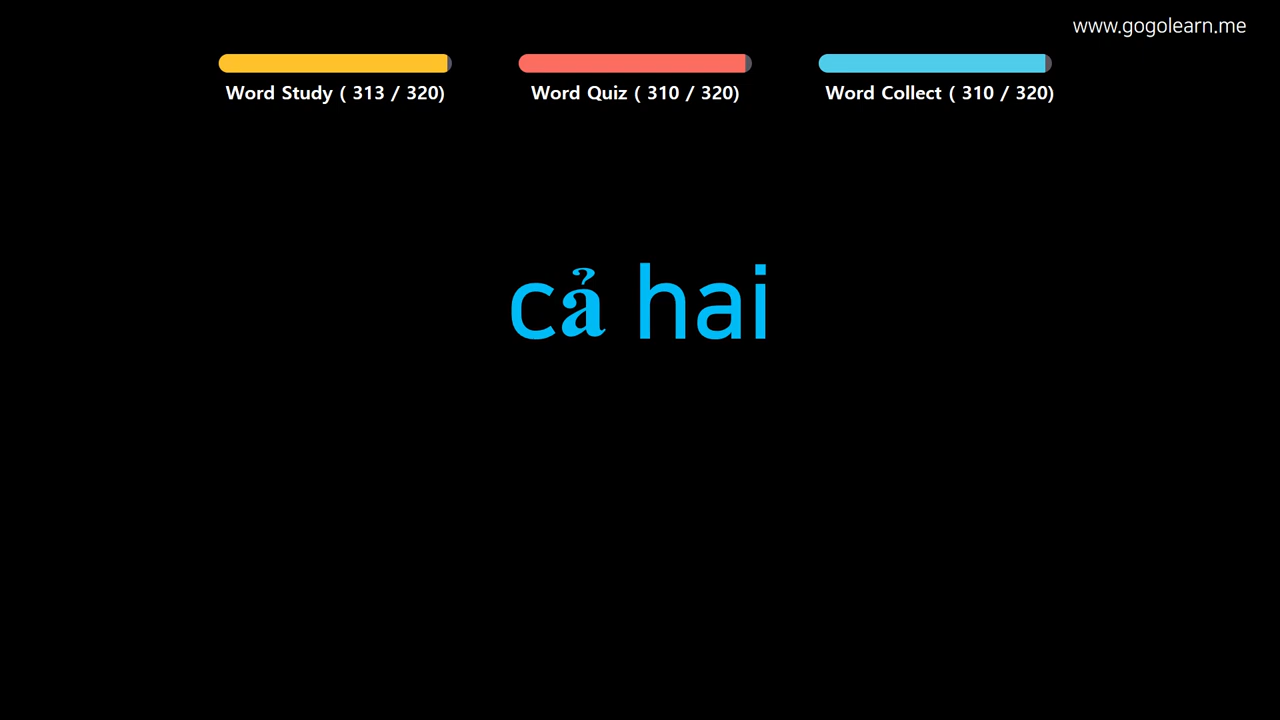 www.gogolearn.me
Word Study ( 313 / 320)
Word Quiz ( 310 / 320)
Word Collect ( 310 / 320)
cả hai